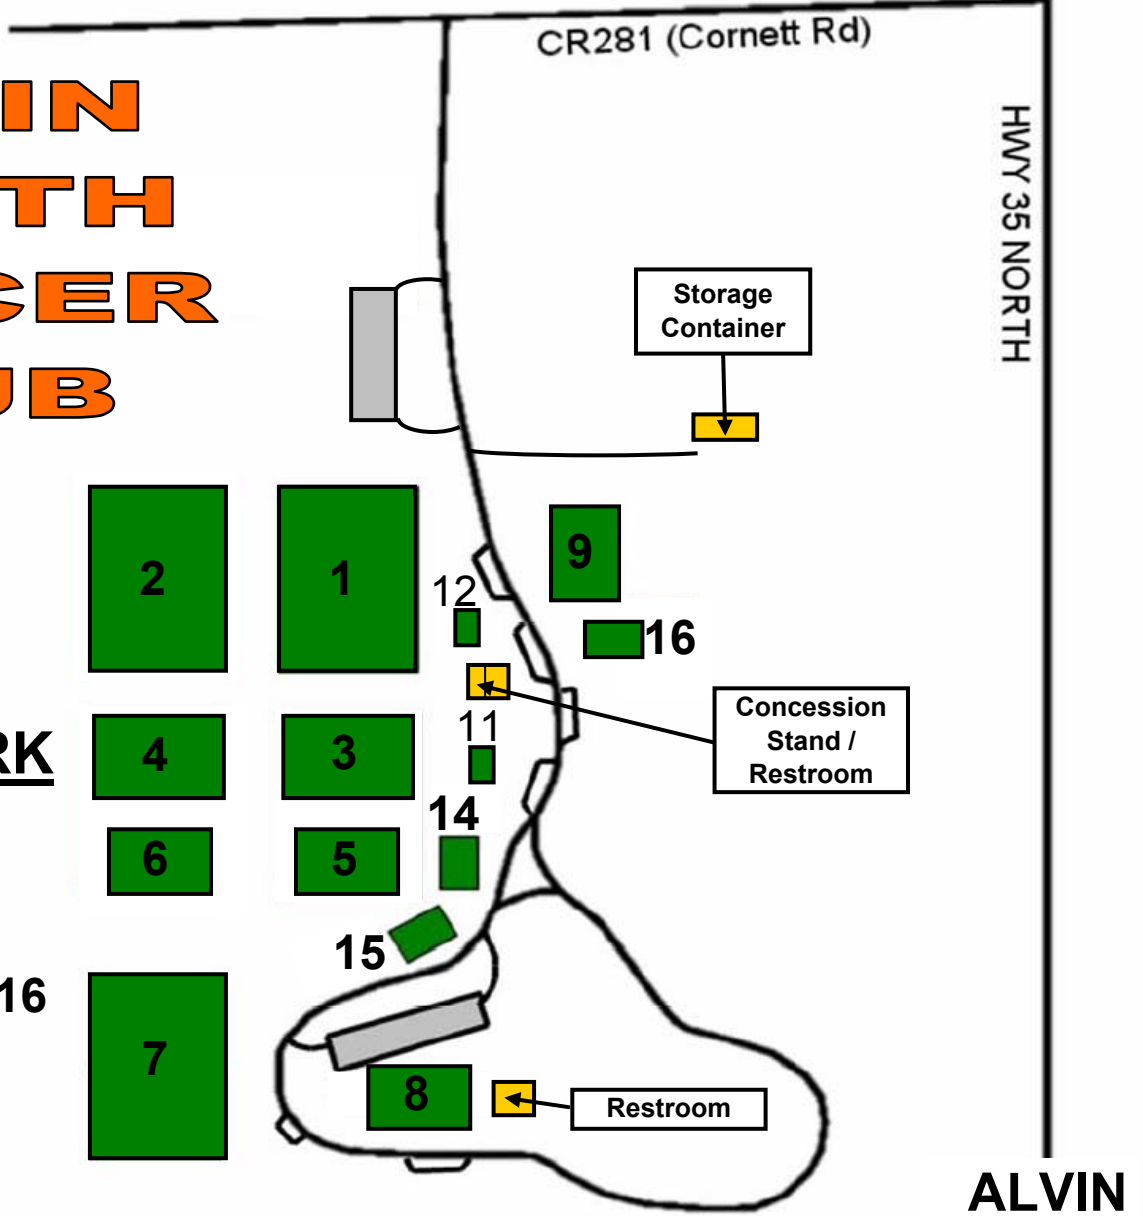 CR281 (Cornett Rd)
IN
TH
CER
UB
HWY 35 NORTH
Storage
Container
2
1
12
9
16
Concession
Stand /
Restroom
11
RK
4
3
14
6
5
15
16
7
8
Restroom
ALVIN